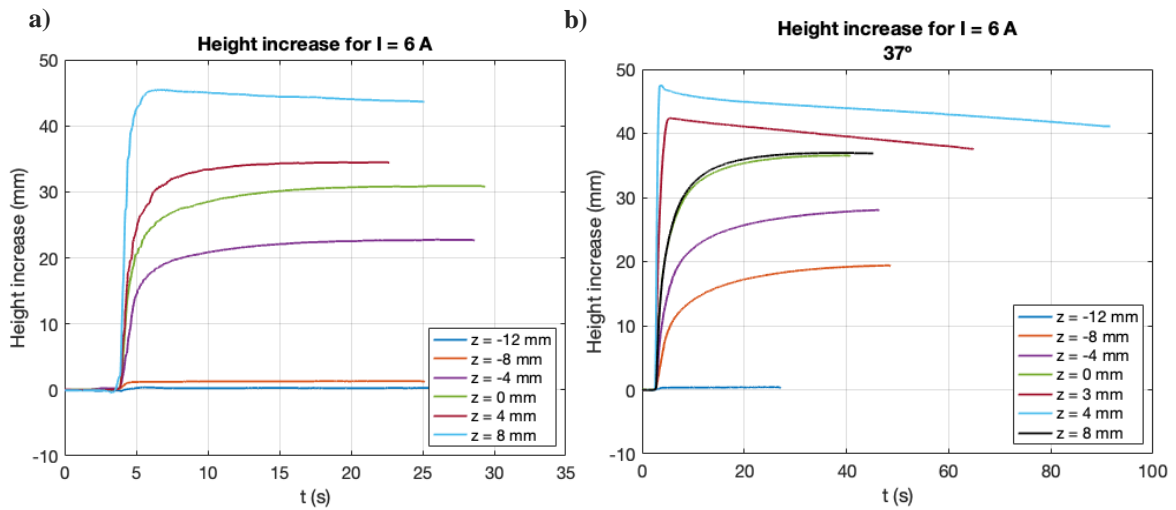 a)
Height increase for I = 6 A
Height increase (mm)
50
40
30
20
10
0
-10
0
5
10
15
20
25
30
35
t (s)
z = -12 mm
z = -8 mm
z = -4 mm
z = 0 mm
z = 4 mm
z = 8 mm
b)
Height increase for I = 6 A
37º
Height increase (mm)
50
40
30
20
10
0
-10
0
20
40
60
80
100
t (s)
z = -12 mm
z = -8 mm
z = -4 mm
z = 0 mm
z = 3 mm
z = 4 mm
z = 8 mm